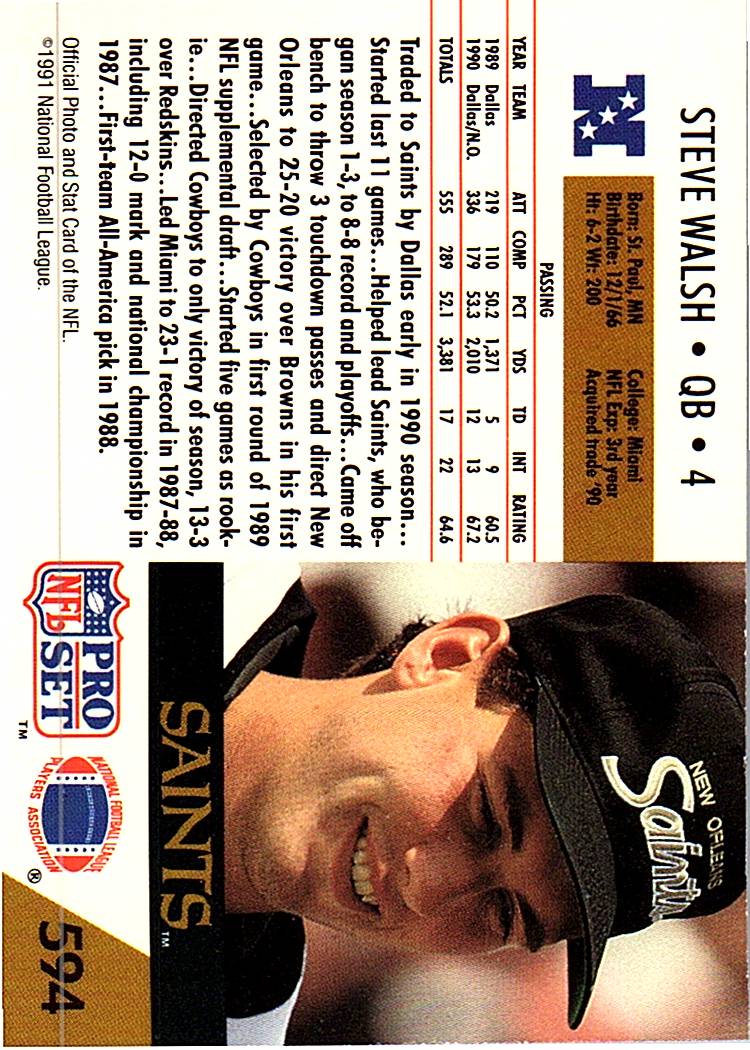 STEVE WALSH • QB • 4
N
Born: St. Paul, MN College: Miami
Birthdate: 12/1/66 NFL Exp: 3rd year
Ht: 6-2 Wt: 200 Acquired trade '90
PASSING
YEAR TEAM ATT COMP PCT YDS TD INT RATING
1989 Dallas 219 110 50.2 1,371 5 9 60.5
1990 Dallas/N.O. 336 179 53.3 2,010 12 13 67.2
TOTALS 555 289 52.1 3,381 17 22 64.6
Traded to Saints by Dallas early in 1990 season...
Started last 11 games...Helped lead Saints, who be-
gan season 1-3, to 8-8 record and playoffs...Came off
bench to throw 3 touchdown passes and direct New
Orleans to 25-20 victory over Browns in his first
game...Selected by Cowboys in first round of 1989
NFL supplemental draft...Started five games as rook-
ie...Directed Cowboys to only victory of season, 13-3
over Redskins...Led Miami to 23-1 record in 1987-88,
including 12-0 mark and national championship in
1987...First-team All-America pick in 1988.
Official Photo and Stat Card of the NFL.
©1991 National Football League.
NEW ORLEANS
Saints
SAINTS™
PRO
SET™
NFL
NATIONAL FOOTBALL LEAGUE
PLAYERS ASSOCIATION®
594